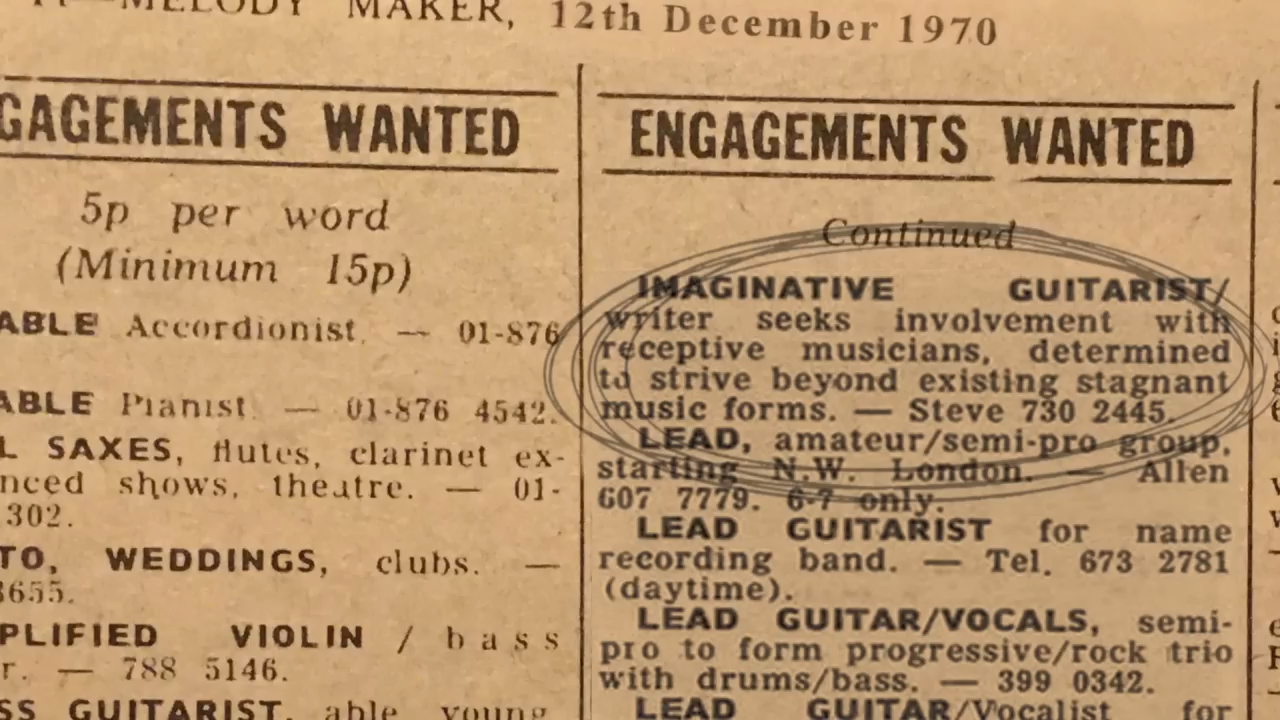 MELODY MAKER, 12th December 1970
GAGEMENTS WANTED
5p per word
(Minimum 15p)
ABLE Accordionist. — 01-876
ABLE Pianist. — 01-876 4542.
L SAXES, flutes, clarinet ex-
nced shows, theatre. — 01-
302.
TO, WEDDINGS, clubs. —
3655.
PLIFIED VIOLIN / bass
r. — 788 5146.
SS GUITARIST, able young
ENGAGEMENTS WANTED
Continued
IMAGINATIVE GUITARIST/
writer seeks involvement with
receptive musicians, determined
to strive beyond existing stagnant
music forms. — Steve 730 2445.
LEAD, amateur/semi-pro group,
starting N.W. London. — Allen
607 7779. 6-7 only.
LEAD GUITARIST for name
recording band. — Tel. 673 2781
(daytime).
LEAD GUITAR/VOCALS, semi-
pro to form progressive/rock trio
with drums/bass. — 399 0342.
LEAD GUITAR/Vocalist for